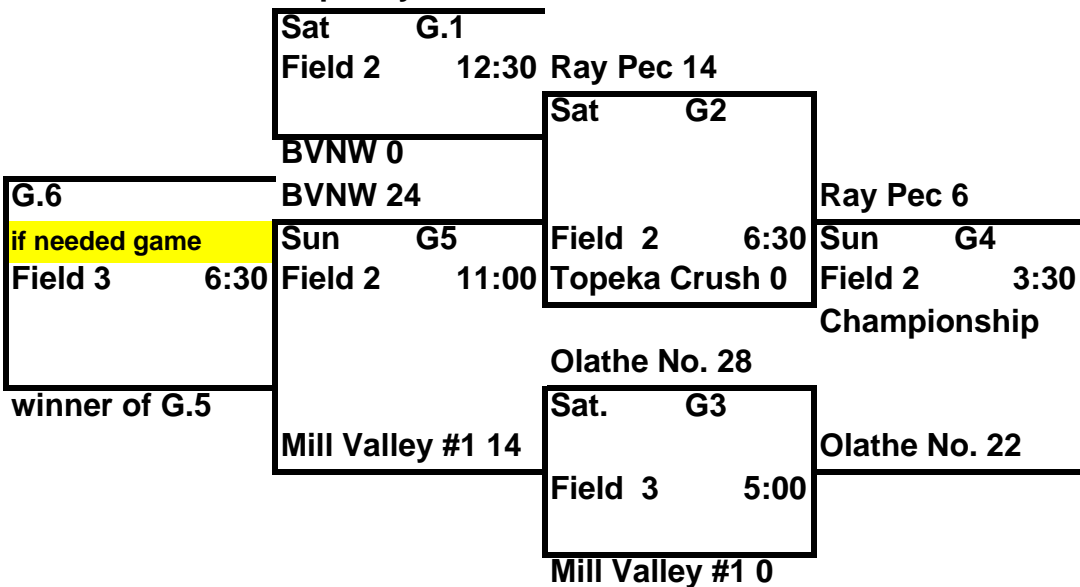 Sat G.1
Field 2 12:30 Ray Pec 14
Sat G2
BVNW 0
G.6 BVNW 24 Ray Pec 6
if needed game Sun G5 Field 2 6:30 Sun G4
Field 3 6:30 Field 2 11:00 Topeka Crush 0 Field 2 3:30
Championship
Olathe No. 28
winner of G.5 Sat. G3
Mill Valley #1 14 Olathe No. 22
Field 3 5:00
Mill Valley #1 0